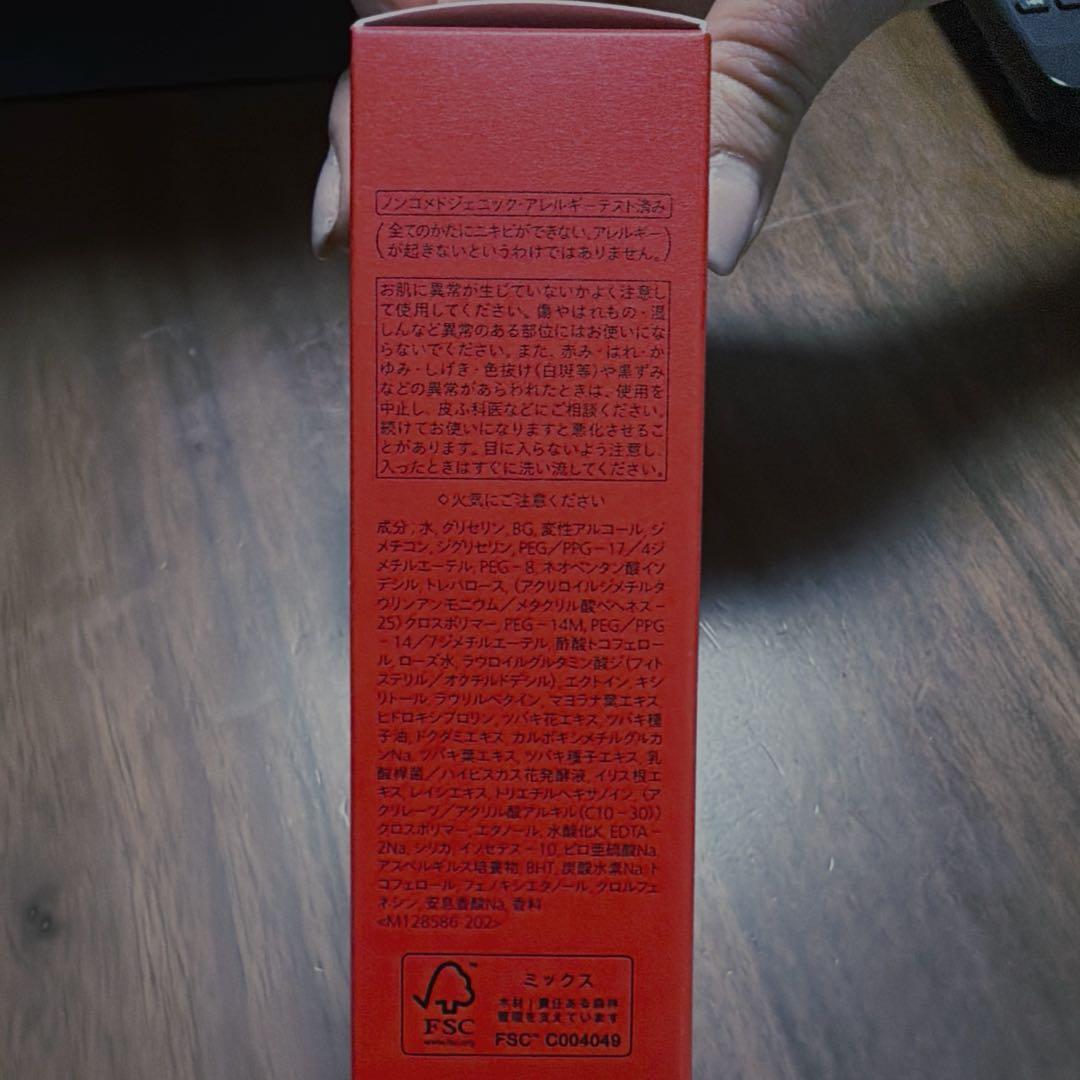 ノンコメドジェニック・アレルギーテスト済み
(全てのかたにニキビができない、アレルギー
が起きないというわけではありません。)
お肌に異常が生じていないかよく注意し
て使用してください。傷やはれもの・湿
しんなど異常のある部位にはお使いにな
らないでください。また、赤み・はれ・か
ゆみ・しげき・色抜け(白斑等)や黒ずみ
などの異常があらわれたときは、使用を
中止し、皮ふ科医などにご相談ください。
続けてお使いになりますと悪化させるこ
とがあります。目に入らないよう注意し、
入ったときはすぐに洗い流してください。
◇火気にご注意ください
成分：水, グリセリン, BG, 変性アルコール, ジ
メチコン, ジグリセリン, PEG／PPG－17／4ジ
メチルエーテル, PEG－8, ネオペンタン酸イソ
デシル, トレハロース, (アクリロイルジメチルタ
ウリンアンモニウム／メタクリル酸ベヘネス－
25)クロスポリマー, PEG－14M, PEG／PPG
－14／7ジメチルエーテル, 酢酸トコフェロー
ル, ローズ水, ラウロイルグルタミン酸ジ(フィト
ステリル／オクチルドデシル), エクトイン, キシ
リトール, ラウリルベタイン, マヨラナ葉エキス,
ヒドロキシプロリン, ツバキ花エキス, ツバキ種
子油, ドクダミエキス, カルボキシメチルグルカ
ンNa, ツバキ葉エキス, ツバキ種子エキス, 乳
酸桿菌／ハイビスカス花発酵液, イリス根エ
キス, レイシエキス, トリエチルヘキサノイン, (ア
クリレーツ／アクリル酸アルキル(C10－30))
クロスポリマー, エタノール, 水酸化K, EDTA－
2Na, シリカ, イソセテス－10, ピロ亜硫酸Na,
アスペルギルス培養物, BHT, 炭酸水素Na, ト
コフェロール, フェノキシエタノール, クロルフェ
ネシン, 安息香酸Na, 香料
<M128586-202>
FSC™
www.fsc.org
ミックス
木材｜責任ある森林
管理を支えています
FSC™ C004049